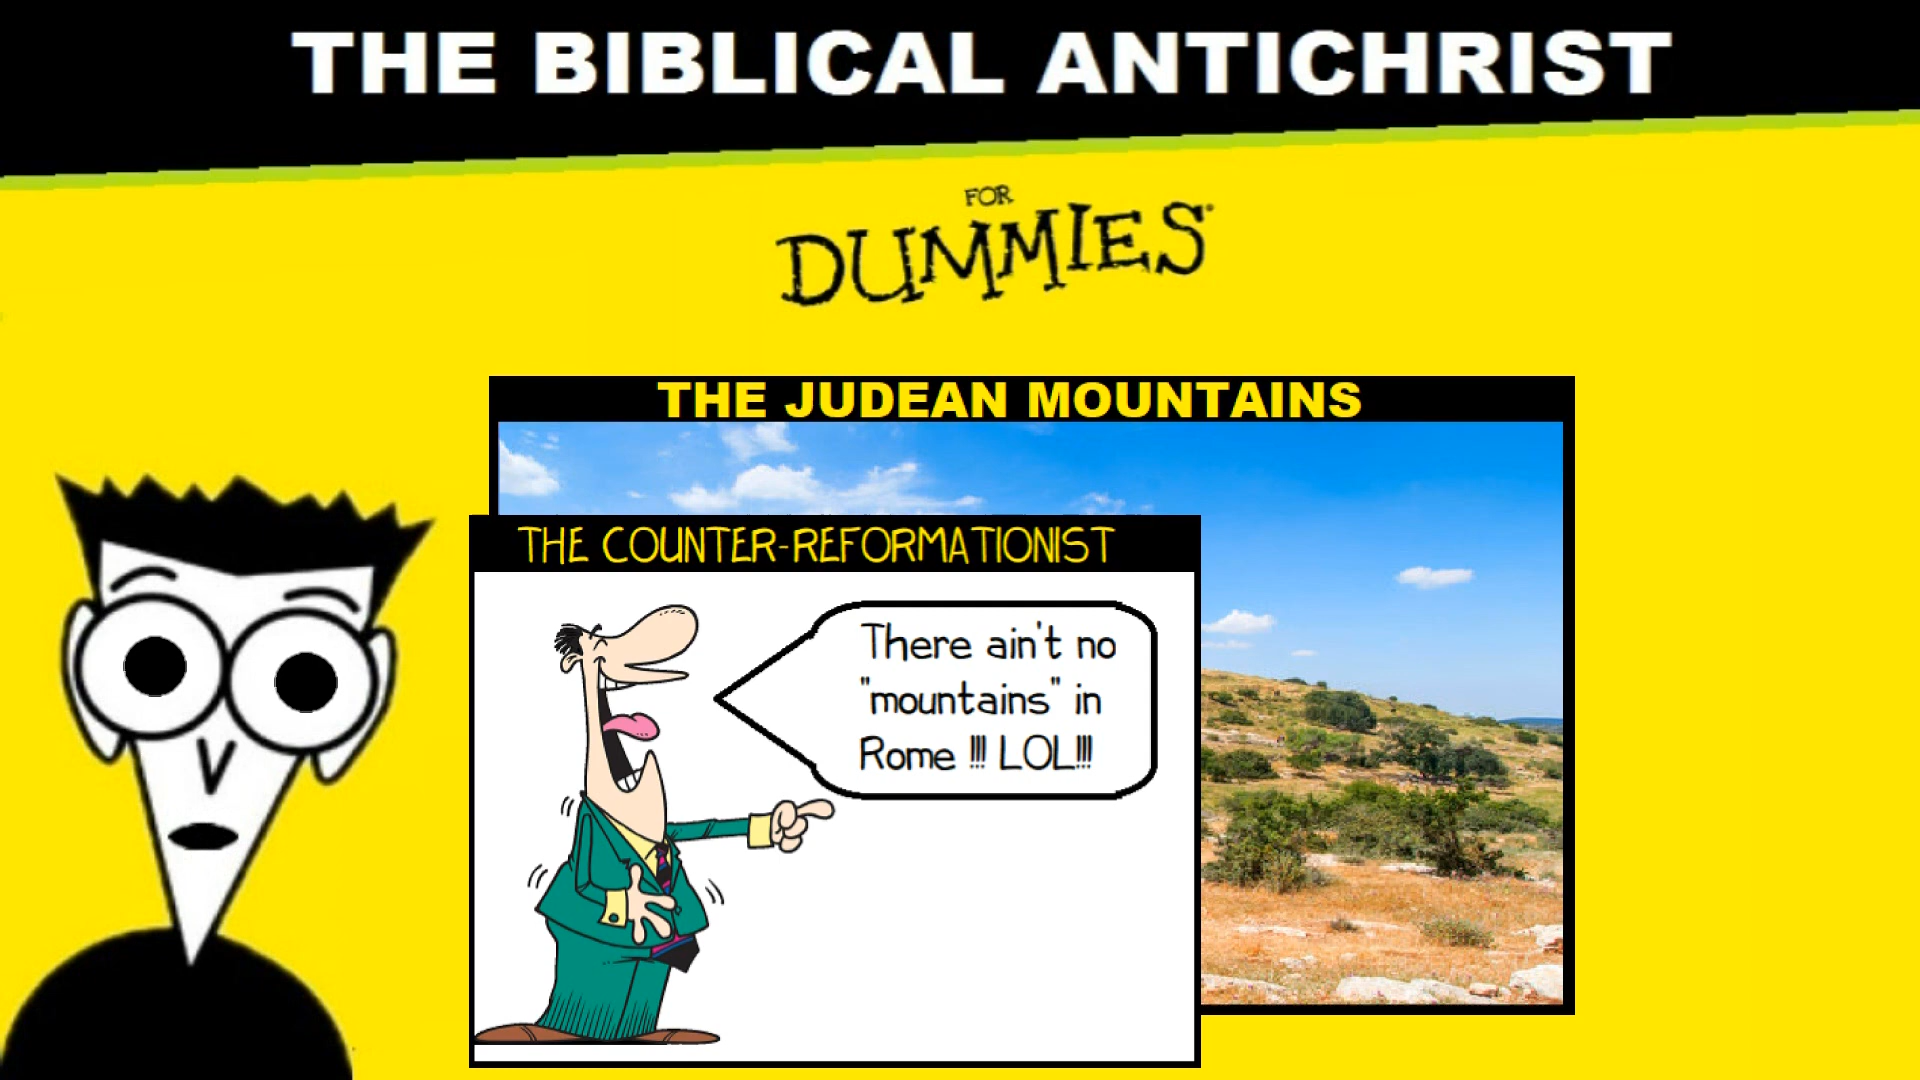 THE BIBLICAL ANTICHRIST
FOR
DUMMIES
THE JUDEAN MOUNTAINS
THE COUNTER-REFORMATIONIST
There ain't no
"mountains" in
Rome !!! LOL!!!